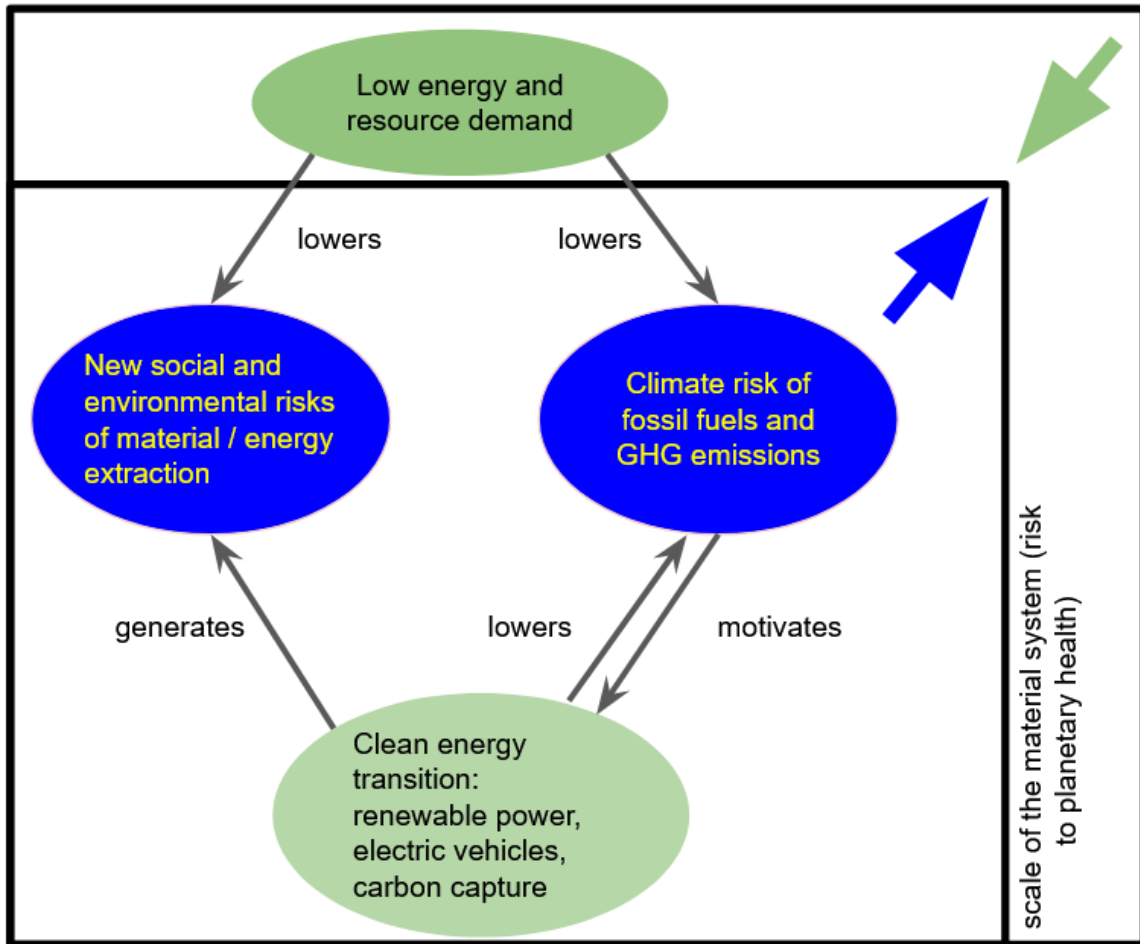 Low energy and
resource demand
lowers
lowers
New social and
environmental risks
of material / energy
extraction
Climate risk of
fossil fuels and
GHG emissions
generates
lowers
motivates
Clean energy
transition:
renewable power,
electric vehicles,
carbon capture
scale of the material system (risk
to planetary health)